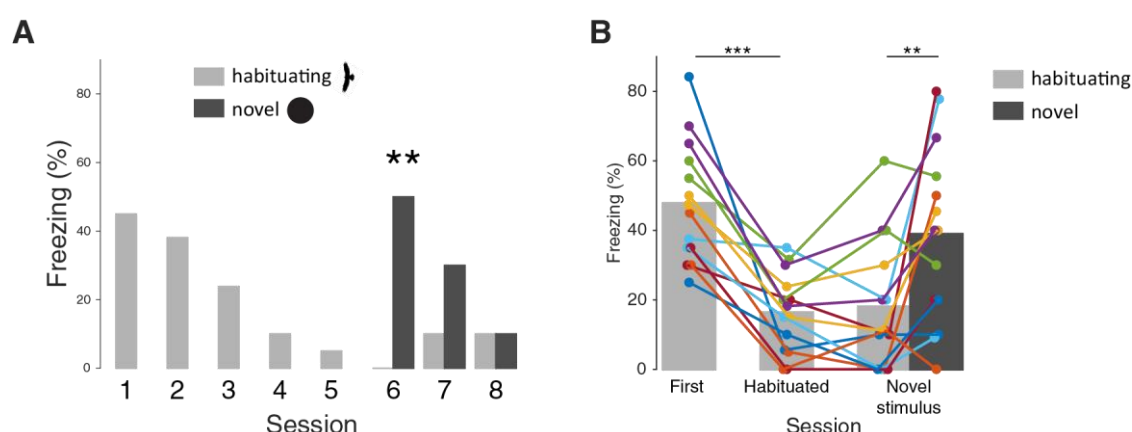 A
habituating
novel
Freezing (%)
80
60
40
20
0
**
1 2 3 4 5 6 7 8
Session
B
*** **
habituating
novel
Freezing (%)
80
60
40
20
0
First Habituated Novel
stimulus
Session